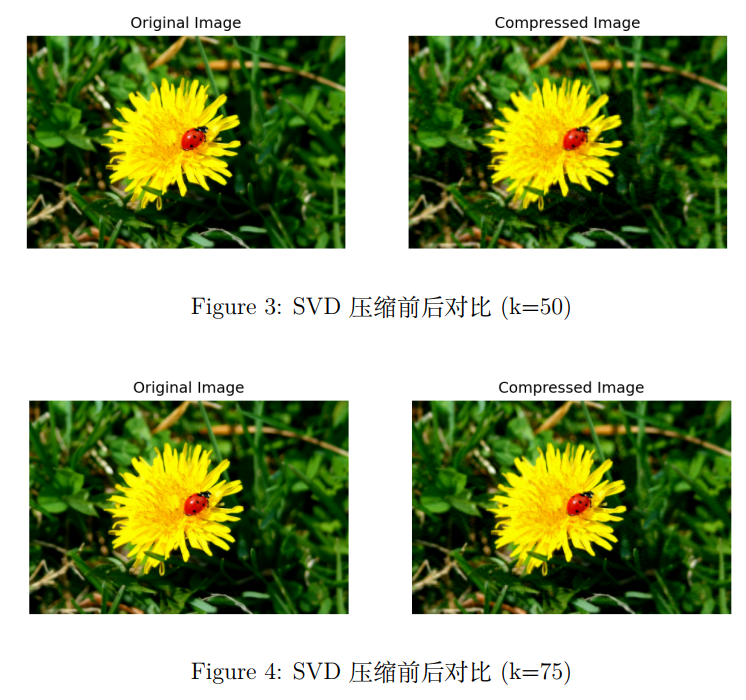 Original Image
Compressed Image
Figure 3: SVD 压缩前后对比 (k=50)
Original Image
Compressed Image
Figure 4: SVD 压缩前后对比 (k=75)